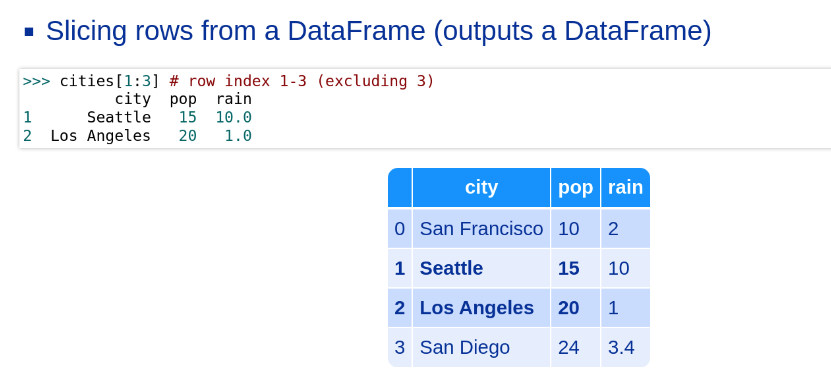 ▪ Slicing rows from a DataFrame (outputs a DataFrame)
>>> cities[1:3] # row index 1-3 (excluding 3)
          city  pop  rain
1      Seattle   15  10.0
2  Los Angeles   20   1.0
city pop rain
0 San Francisco 10 2
1 Seattle 15 10
2 Los Angeles 20 1
3 San Diego 24 3.4